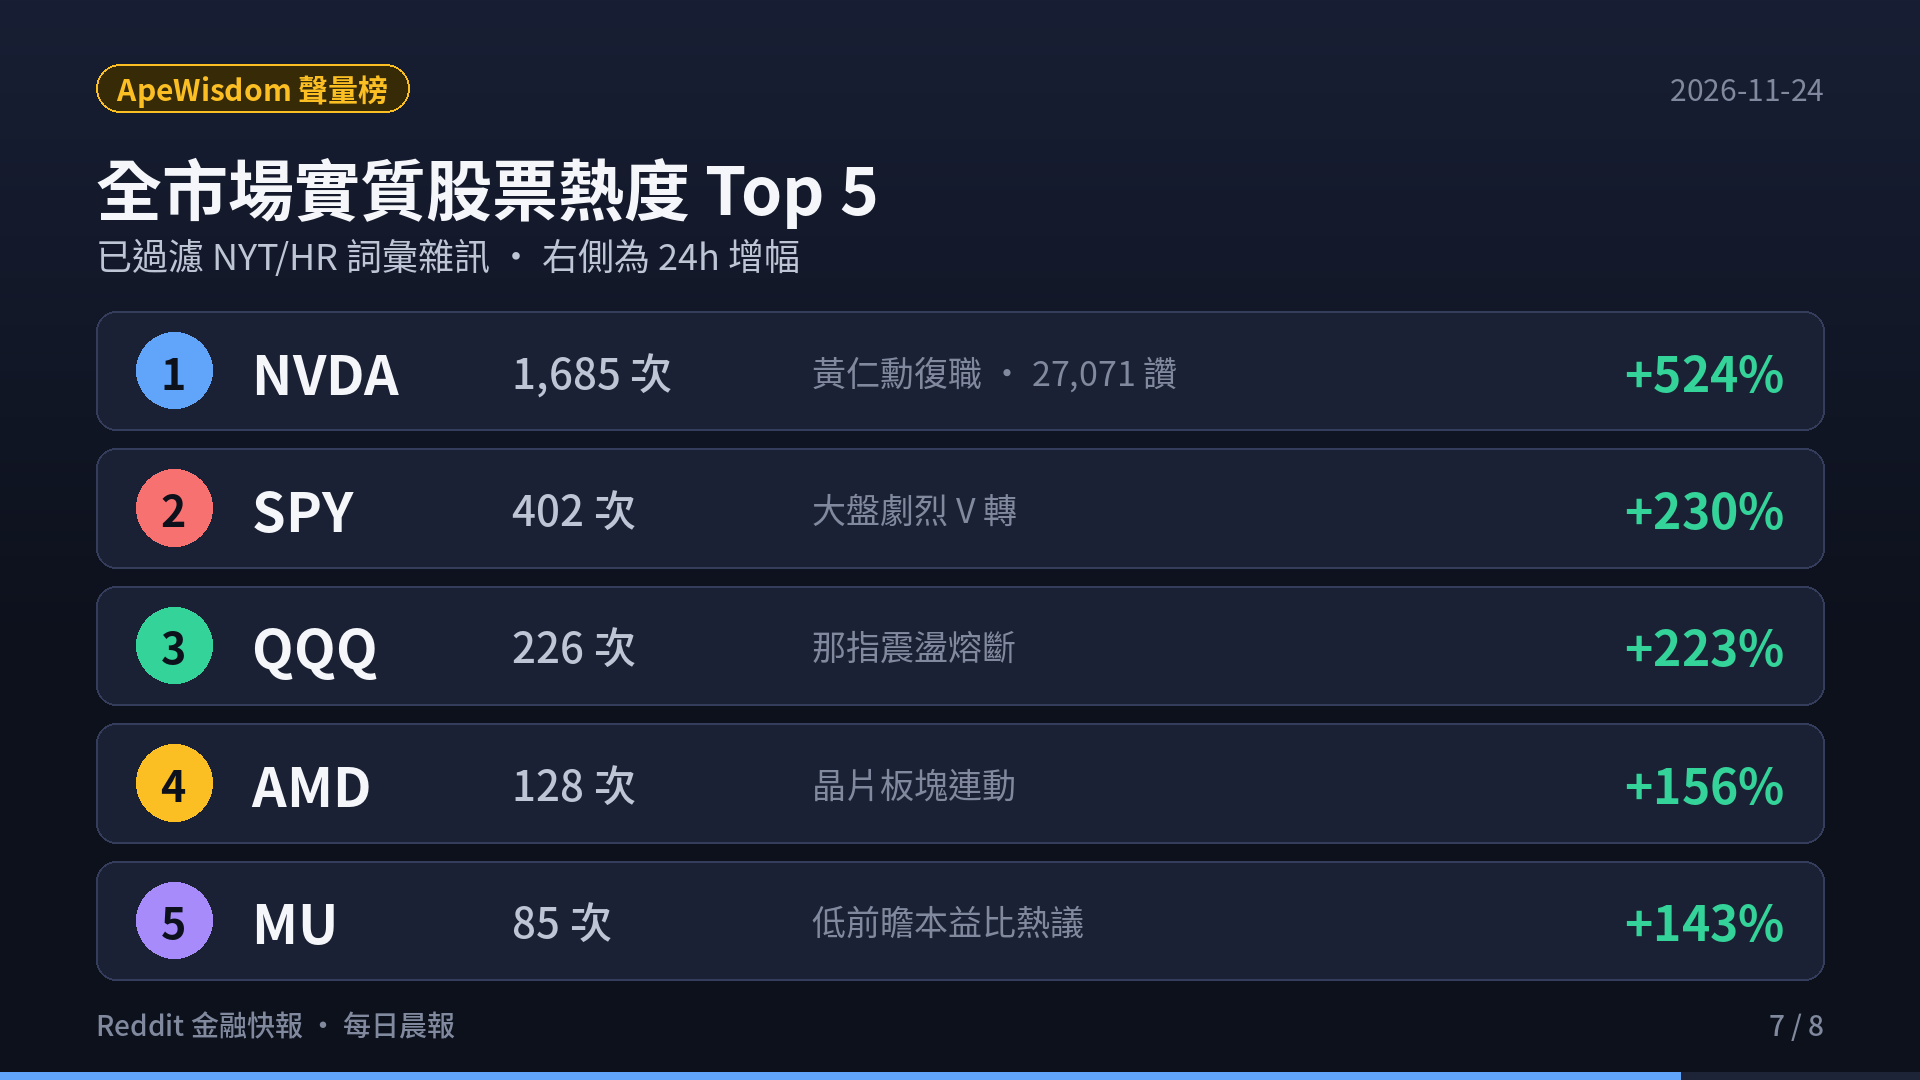 ApeWisdom 聲量榜
2026-11-24
全市場實質股票熱度 Top 5
已過濾 NYT/HR 詞彙雜訊 · 右側為 24h 增幅
1 NVDA 1,685 次 黃仁勳復職 · 27,071 讚 +524%
2 SPY 402 次 大盤劇烈 V 轉 +230%
3 QQQ 226 次 那指震盪熔斷 +223%
4 AMD 128 次 晶片板塊連動 +156%
5 MU 85 次 低前瞻本益比熱議 +143%
Reddit 金融快報 · 每日晨報
7 / 8